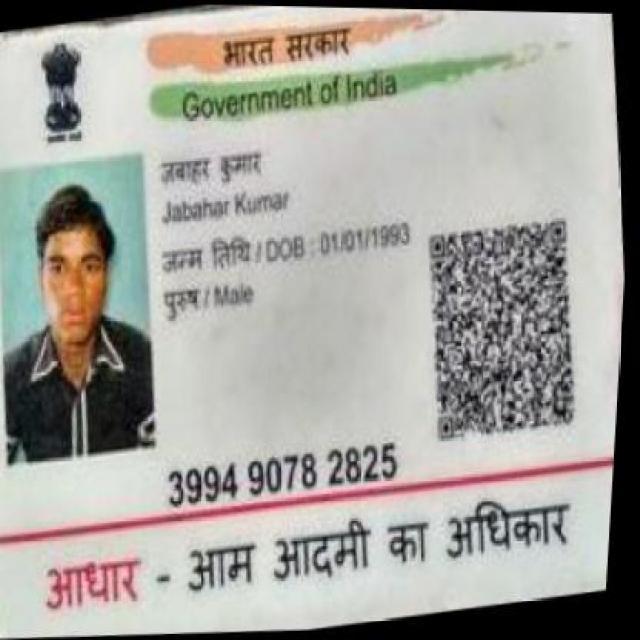 भारत सरकार
Government of India
जबाहर कुमार
Jabahar Kumar
जन्म तिथि / DOB : 01/01/1993
पुरुष / Male
3994 9078 2825
आधार - आम आदमी का अधिकार